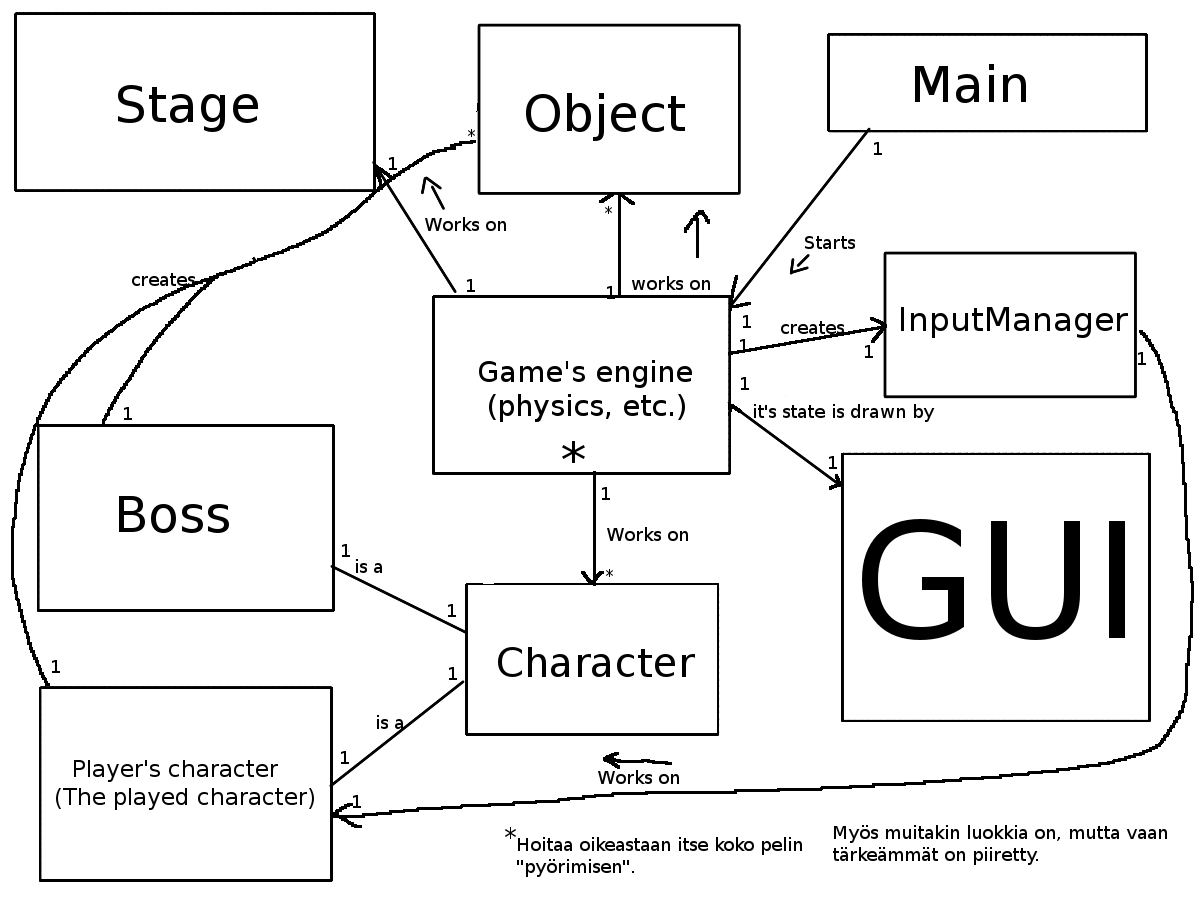 Stage
Object
Main
1
*
1
Works on
*
Starts
creates
1
1
works on
1
creates
InputManager
1
1
1
Game's engine
(physics, etc.)
*
1
it's state is drawn by
1
1
Boss
1
Works on
GUI
1
is a
*
1
1
Character
1
is a
1
Player's character
(The played character)
Works on
1
*Hoitaa oikeastaan itse koko pelin
"pyörimisen".
Myös muitakin luokkia on, mutta vaan
tärkeämmät on piiretty.